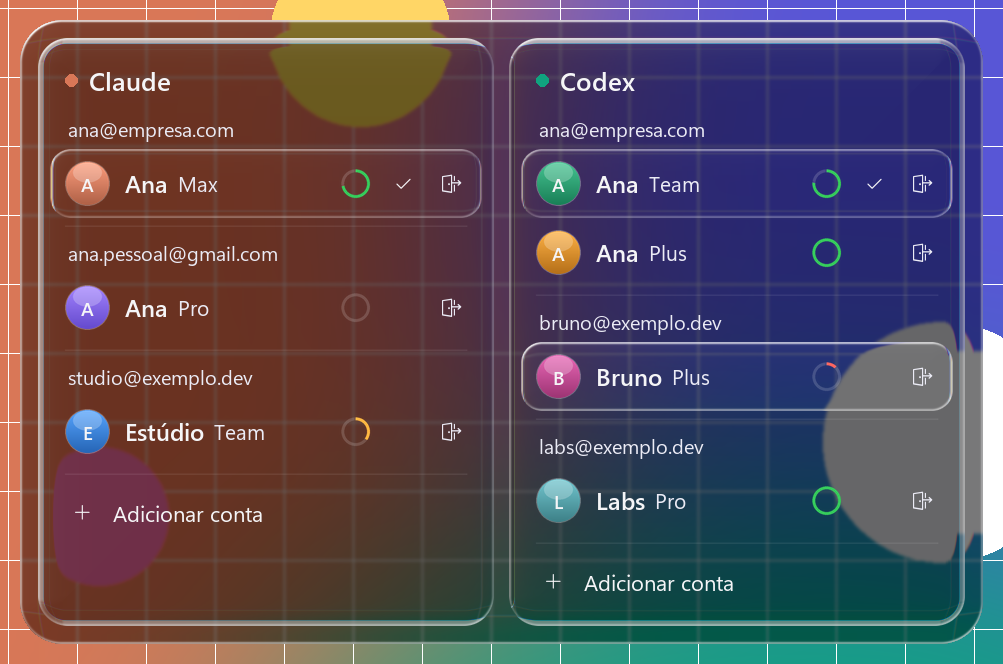 Claude
ana@empresa.com
A Ana Max
ana.pessoal@gmail.com
A Ana Pro
studio@exemplo.dev
E Estúdio Team
+ Adicionar conta
Codex
ana@empresa.com
A Ana Team
A Ana Plus
bruno@exemplo.dev
B Bruno Plus
labs@exemplo.dev
L Labs Pro
+ Adicionar conta